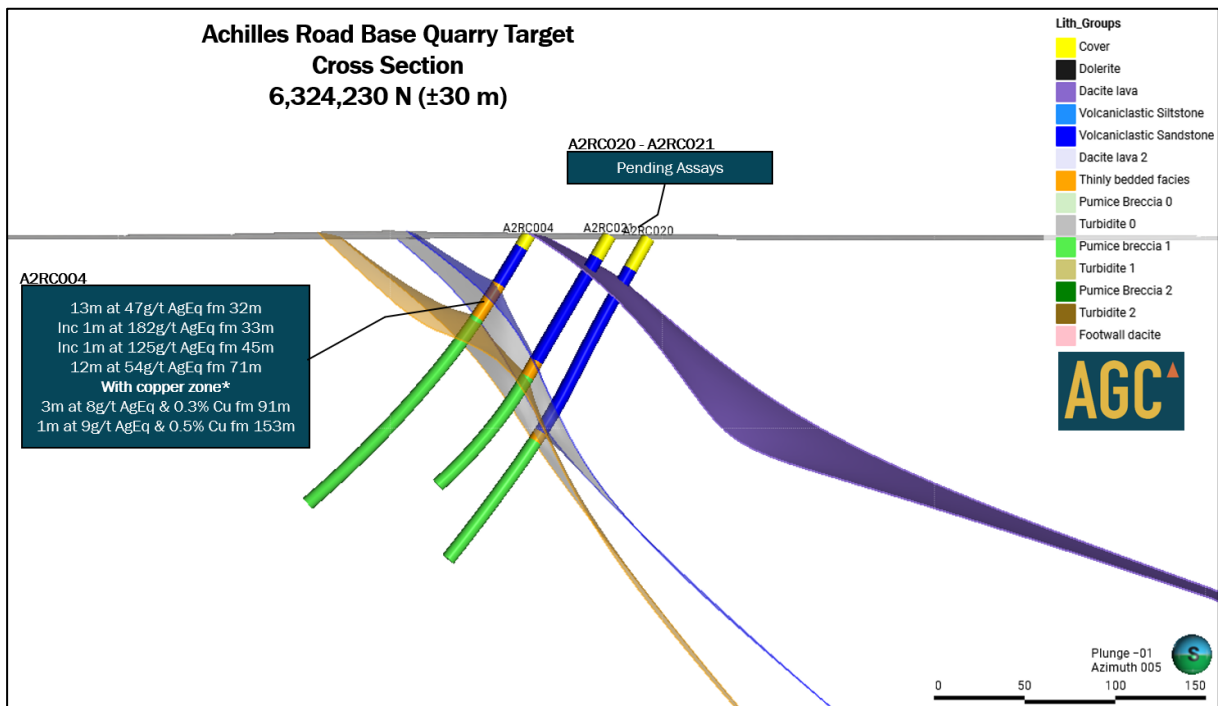 Achilles Road Base Quarry Target
Cross Section
6,324,230 N (±30 m)
A2RC020 - A2RC021
Pending Assays
A2RC004
A2RC021
A2RC020
A2RC004
13m at 47g/t AgEq fm 32m
Inc 1m at 182g/t AgEq fm 33m
Inc 1m at 125g/t AgEq fm 45m
12m at 54g/t AgEq fm 71m
With copper zone*
3m at 8g/t AgEq & 0.3% Cu fm 91m
1m at 9g/t AgEq & 0.5% Cu fm 153m
Lith_Groups
Cover
Dolerite
Dacite lava
Volcaniclastic Siltstone
Volcaniclastic Sandstone
Dacite lava 2
Thinly bedded facies
Pumice Breccia 0
Turbidite 0
Pumice breccia 1
Turbidite 1
Pumice Breccia 2
Turbidite 2
Footwall dacite
AGC
Plunge -01
Azimuth 005
S
0 50 100 150